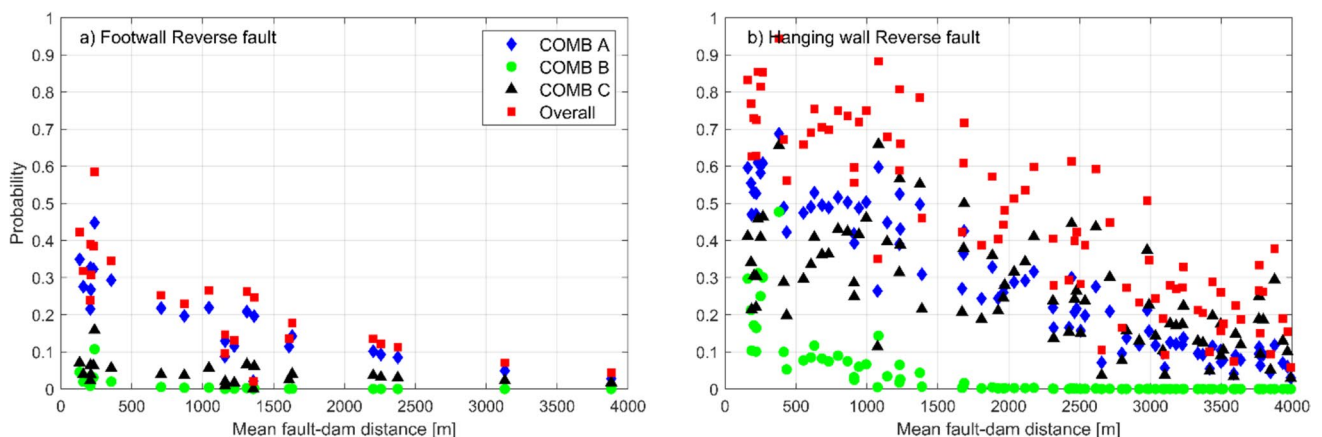 a) Footwall Reverse fault
COMB A
COMB B
COMB C
Overall
Probability
1
0.9
0.8
0.7
0.6
0.5
0.4
0.3
0.2
0.1
0
0 500 1000 1500 2000 2500 3000 3500 4000
Mean fault-dam distance [m]
b) Hanging wall Reverse fault
1
0.9
0.8
0.7
0.6
0.5
0.4
0.3
0.2
0.1
0
0 500 1000 1500 2000 2500 3000 3500 4000
Mean fault-dam distance [m]